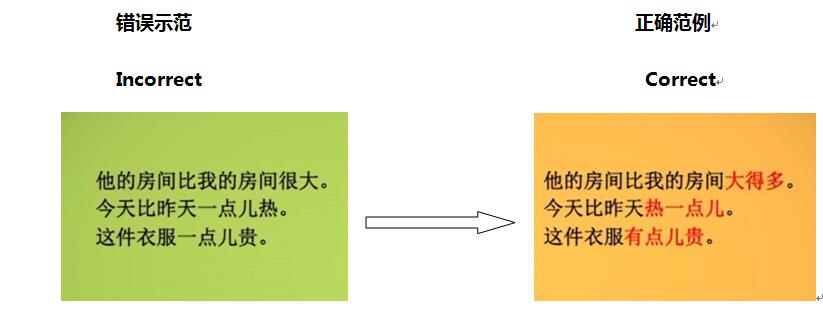 错误示范
正确范例
Incorrect
Correct
他的房间比我的房间很大。
今天比昨天一点儿热。
这件衣服一点儿贵。
他的房间比我的房间大得多。
今天比昨天热一点儿。
这件衣服有点儿贵。